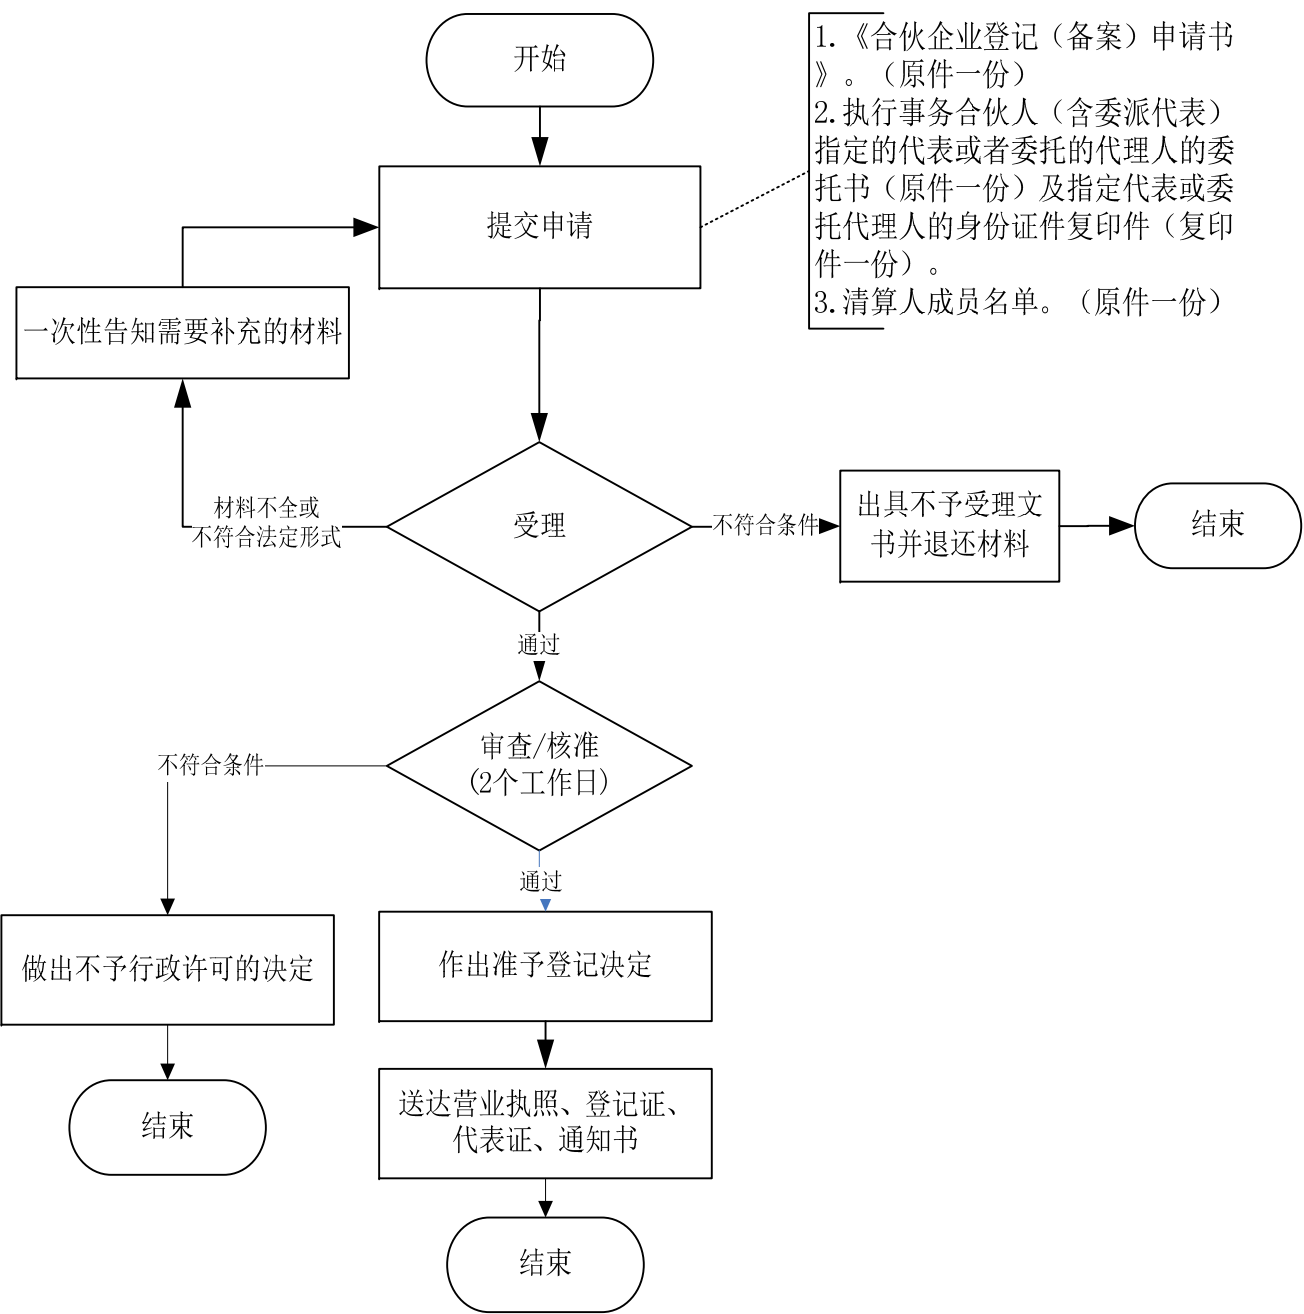 开始
1.《合伙企业登记（备案）申请书
》。（原件一份）
2.执行事务合伙人（含委派代表）
指定的代表或者委托的代理人的委
托书（原件一份）及指定代表或委
托代理人的身份证件复印件（复印
件一份）。
3.清算人成员名单。（原件一份）
提交申请
一次性告知需要补充的材料
材料不全或
不符合法定形式
受理
不符合条件
出具不予受理文
书并退还材料
结束
通过
审查/核准
(2个工作日)
不符合条件
通过
做出不予行政许可的决定
作出准予登记决定
结束
送达营业执照、登记证、
代表证、通知书
结束